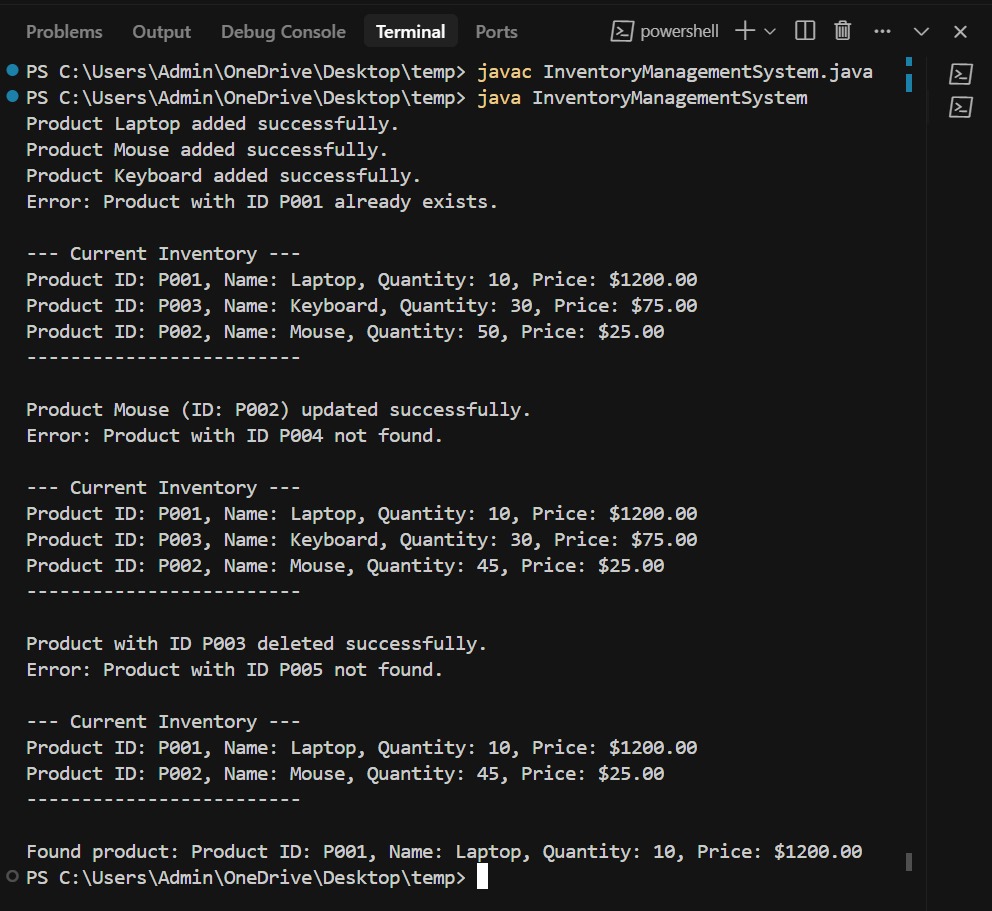 Problems Output Debug Console Terminal Ports powershell
PS C:\Users\Admin\OneDrive\Desktop\temp> javac InventoryManagementSystem.java
PS C:\Users\Admin\OneDrive\Desktop\temp> java InventoryManagementSystem
Product Laptop added successfully.
Product Mouse added successfully.
Product Keyboard added successfully.
Error: Product with ID P001 already exists.

--- Current Inventory ---
Product ID: P001, Name: Laptop, Quantity: 10, Price: $1200.00
Product ID: P003, Name: Keyboard, Quantity: 30, Price: $75.00
Product ID: P002, Name: Mouse, Quantity: 50, Price: $25.00
-------------------------

Product Mouse (ID: P002) updated successfully.
Error: Product with ID P004 not found.

--- Current Inventory ---
Product ID: P001, Name: Laptop, Quantity: 10, Price: $1200.00
Product ID: P003, Name: Keyboard, Quantity: 30, Price: $75.00
Product ID: P002, Name: Mouse, Quantity: 45, Price: $25.00
-------------------------

Product with ID P003 deleted successfully.
Error: Product with ID P005 not found.

--- Current Inventory ---
Product ID: P001, Name: Laptop, Quantity: 10, Price: $1200.00
Product ID: P002, Name: Mouse, Quantity: 45, Price: $25.00
-------------------------

Found product: Product ID: P001, Name: Laptop, Quantity: 10, Price: $1200.00
PS C:\Users\Admin\OneDrive\Desktop\temp>